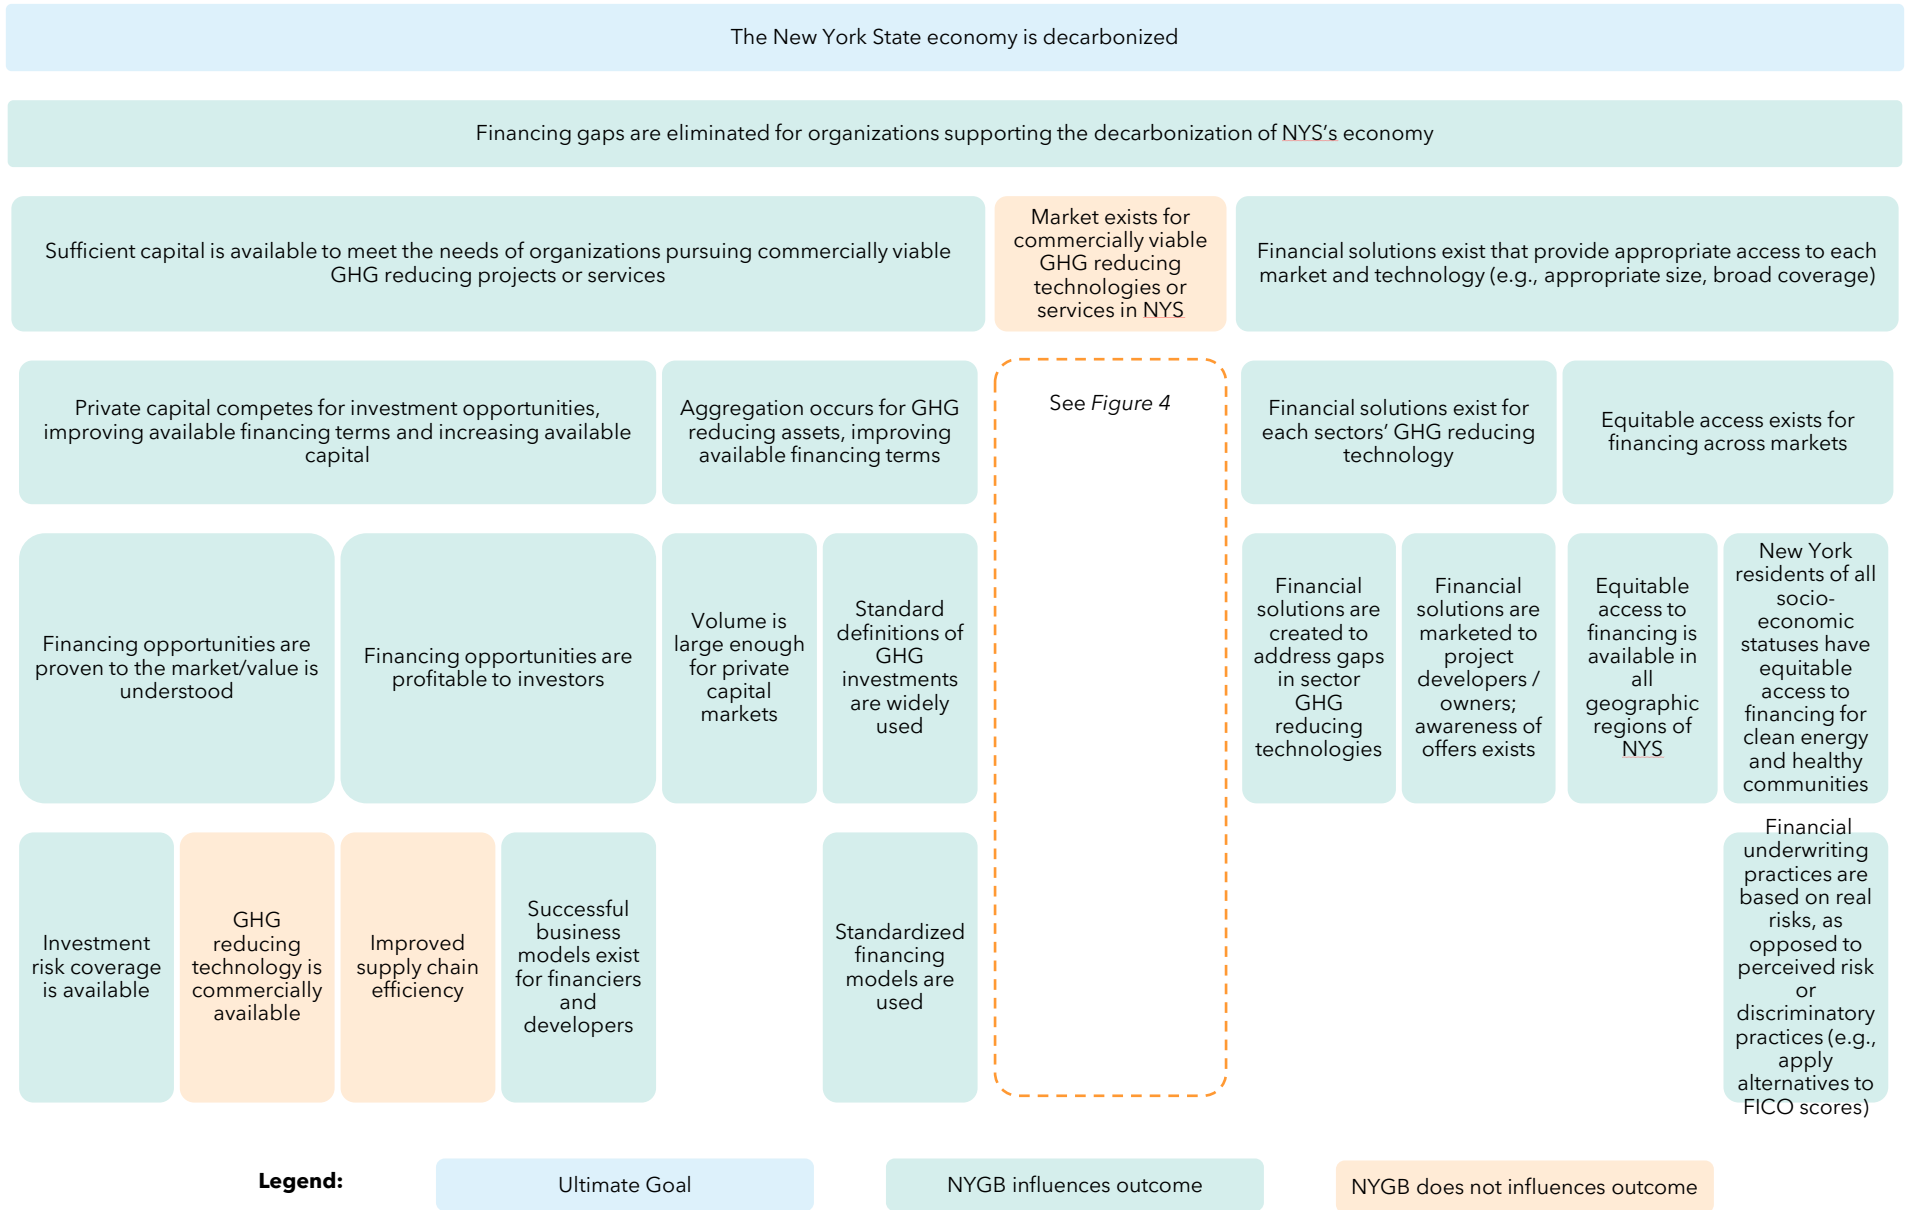 The New York State economy is decarbonized
Financing gaps are eliminated for organizations supporting the decarbonization of NYS's economy
Sufficient capital is available to meet the needs of organizations pursuing commercially viable
GHG reducing projects or services
Market exists for
commercially viable
GHG reducing
technologies or
services in NYS
Financial solutions exist that provide appropriate access to each
market and technology (e.g., appropriate size, broad coverage)
Private capital competes for investment opportunities,
improving available financing terms and increasing available
capital
Aggregation occurs for GHG
reducing assets, improving
available financing terms
See Figure 4
Financial solutions exist for
each sectors' GHG reducing
technology
Equitable access exists for
financing across markets
Financing opportunities are
proven to the market/value is
understood
Financing opportunities are
profitable to investors
Volume is
large enough
for private
capital
markets
Standard
definitions of
GHG
investments
are widely
used
Financial
solutions are
created to
address gaps
in sector
GHG
reducing
technologies
Financial
solutions are
marketed to
project
developers /
owners;
awareness of
offers exists
Equitable
access to
financing is
available in
all
geographic
regions of
NYS
New York
residents of all
socio-
economic
statuses have
equitable
access to
financing for
clean energy
and healthy
communities
Investment
risk coverage
is available
GHG
reducing
technology is
commercially
available
Improved
supply chain
efficiency
Successful
business
models exist
for financiers
and
developers
Standardized
financing
models are
used
Financial
underwriting
practices are
based on real
risks, as
opposed to
perceived risk
or
discriminatory
practices (e.g.,
apply
alternatives to
FICO scores)
Legend:
Ultimate Goal
NYGB influences outcome
NYGB does not influences outcome